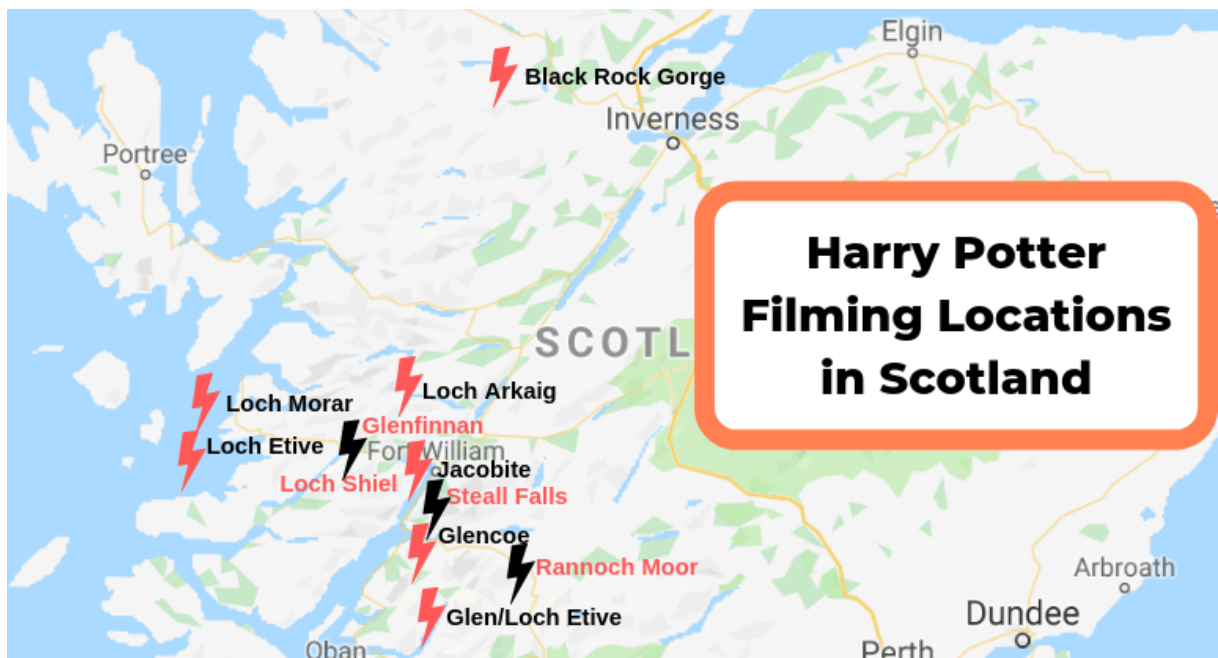 Elgin
Black Rock Gorge
Inverness
Portree
Harry Potter
Filming Locations
in Scotland
SCOTL
Loch Arkaig
Loch Morar
Glenfinnan
Loch Etive
Fort William
Jacobite
Loch Shiel
Steall Falls
Glencoe
Rannoch Moor
Arbroath
Glen/Loch Etive
Dundee
Oban
Perth